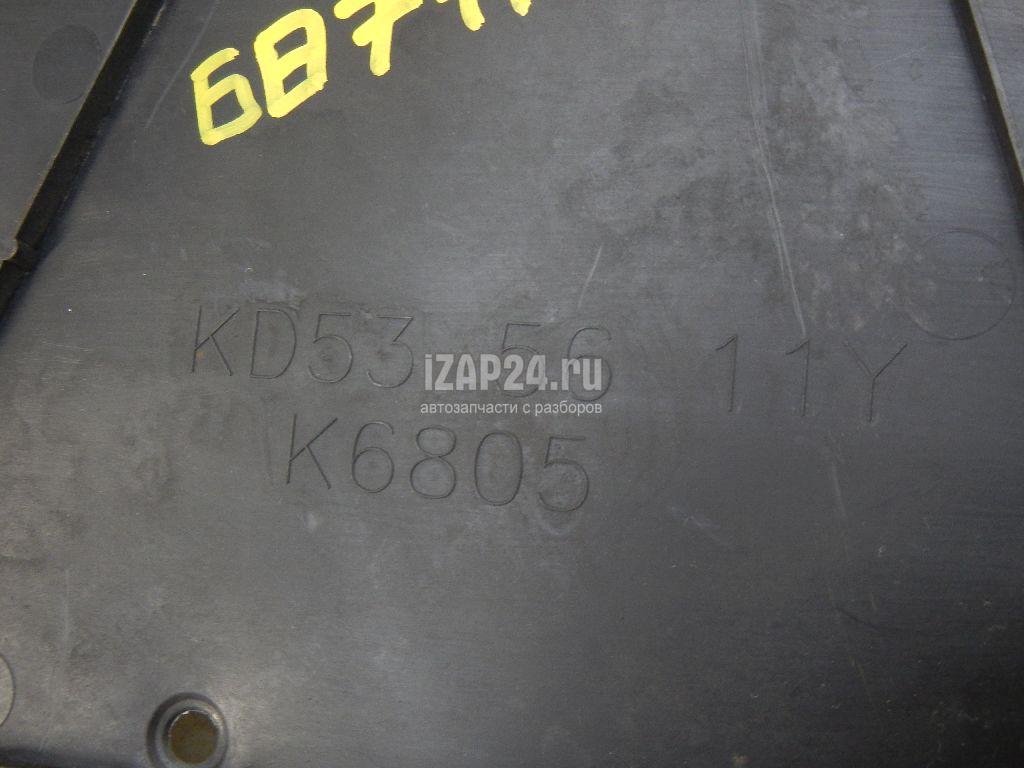 KD53 56 11Y
iZAP24.ru
автозапчасти с разборов
K6805